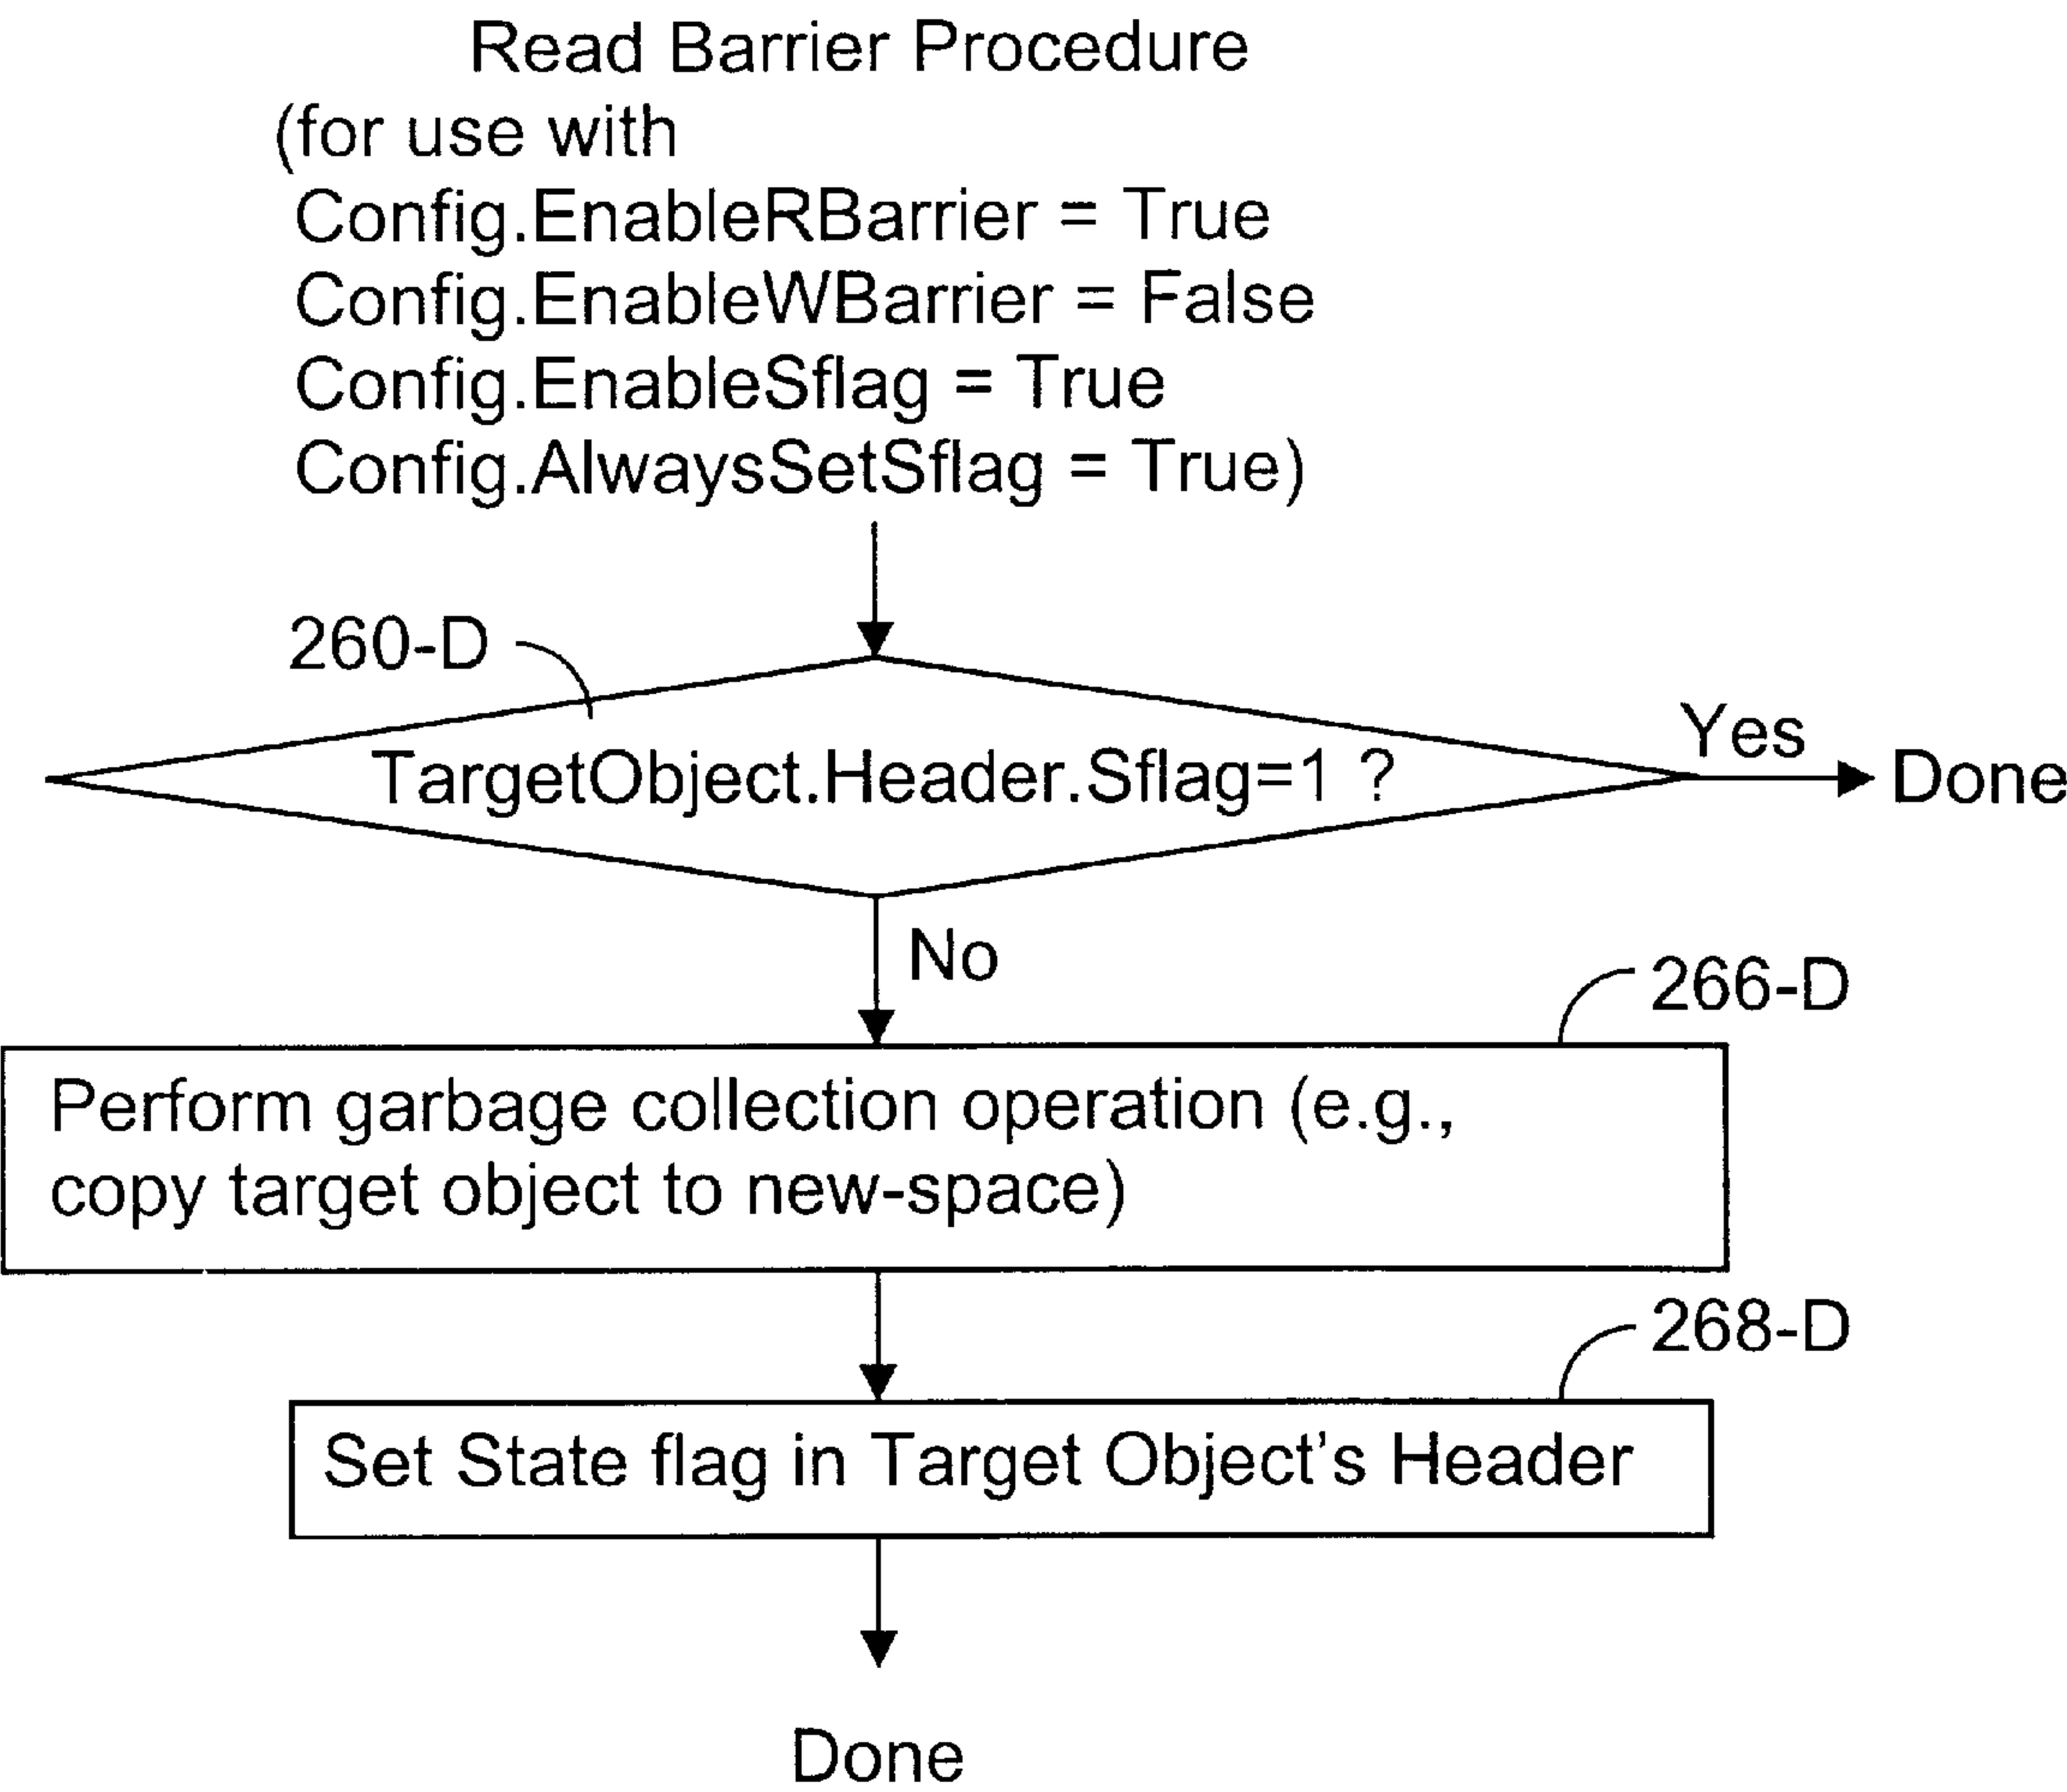 Read Barrier Procedure
(for use with
Config.EnableRBarrier = True
Config.EnableWBarrier = False
Config.EnableSflag = True
Config.AlwaysSetSflag = True)
260-D
TargetObject.Header.Sflag=1 ?
Yes
Done
No
266-D
Perform garbage collection operation (e.g.,
copy target object to new-space)
268-D
Set State flag in Target Object's Header
Done